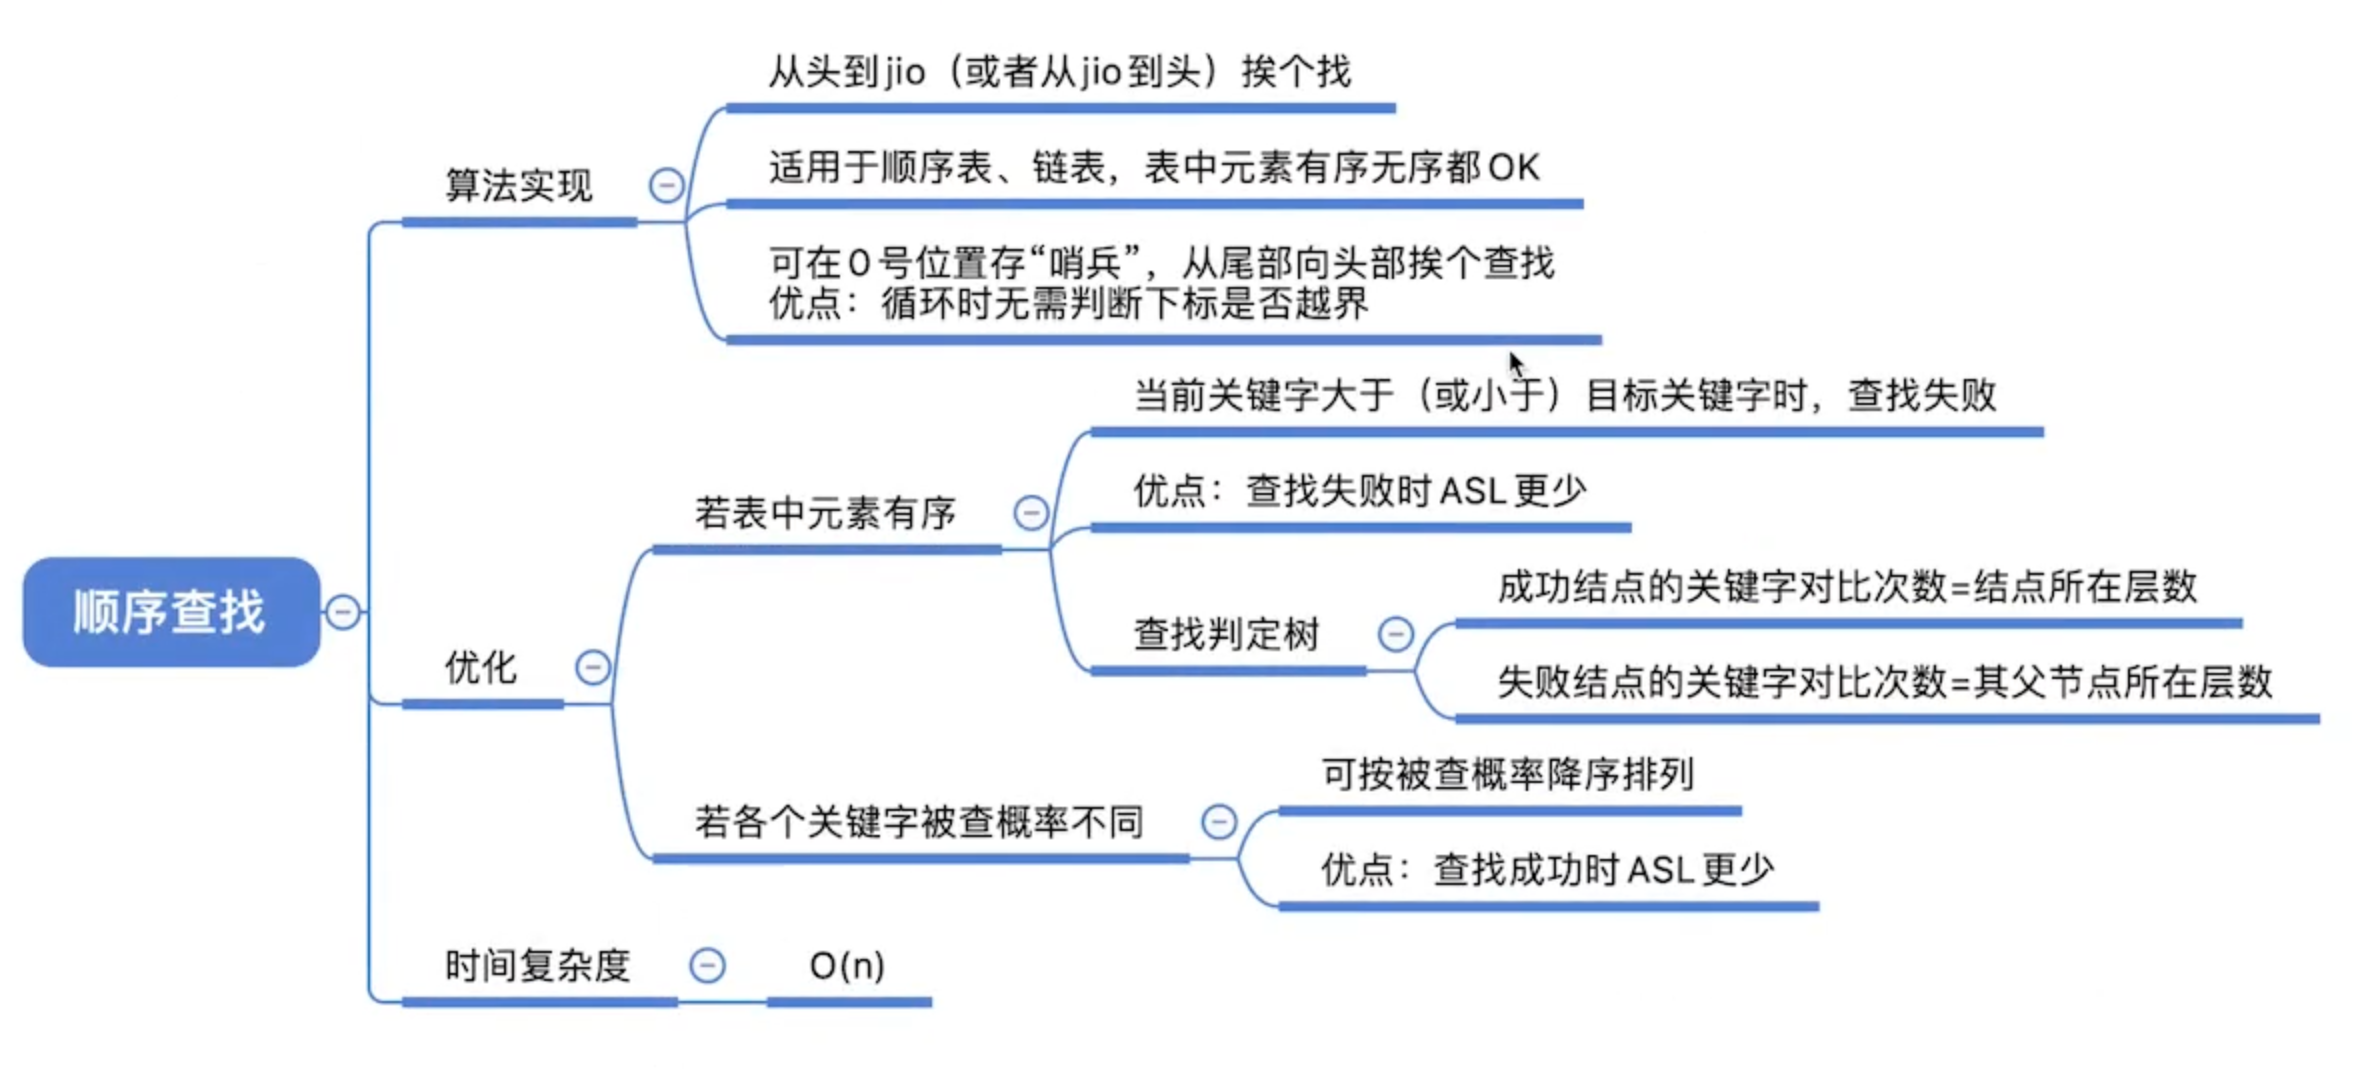 从头到jio（或者从jio到头）挨个找
适用于顺序表、链表，表中元素有序无序都OK
算法实现
可在0号位置存“哨兵”，从尾部向头部挨个查找
优点：循环时无需判断下标是否越界
当前关键字大于（或小于）目标关键字时，查找失败
优点：查找失败时ASL更少
若表中元素有序
成功结点的关键字对比次数=结点所在层数
查找判定树
失败结点的关键字对比次数=其父节点所在层数
顺序查找
优化
可按被查概率降序排列
若各个关键字被查概率不同
优点：查找成功时ASL更少
时间复杂度
O(n)